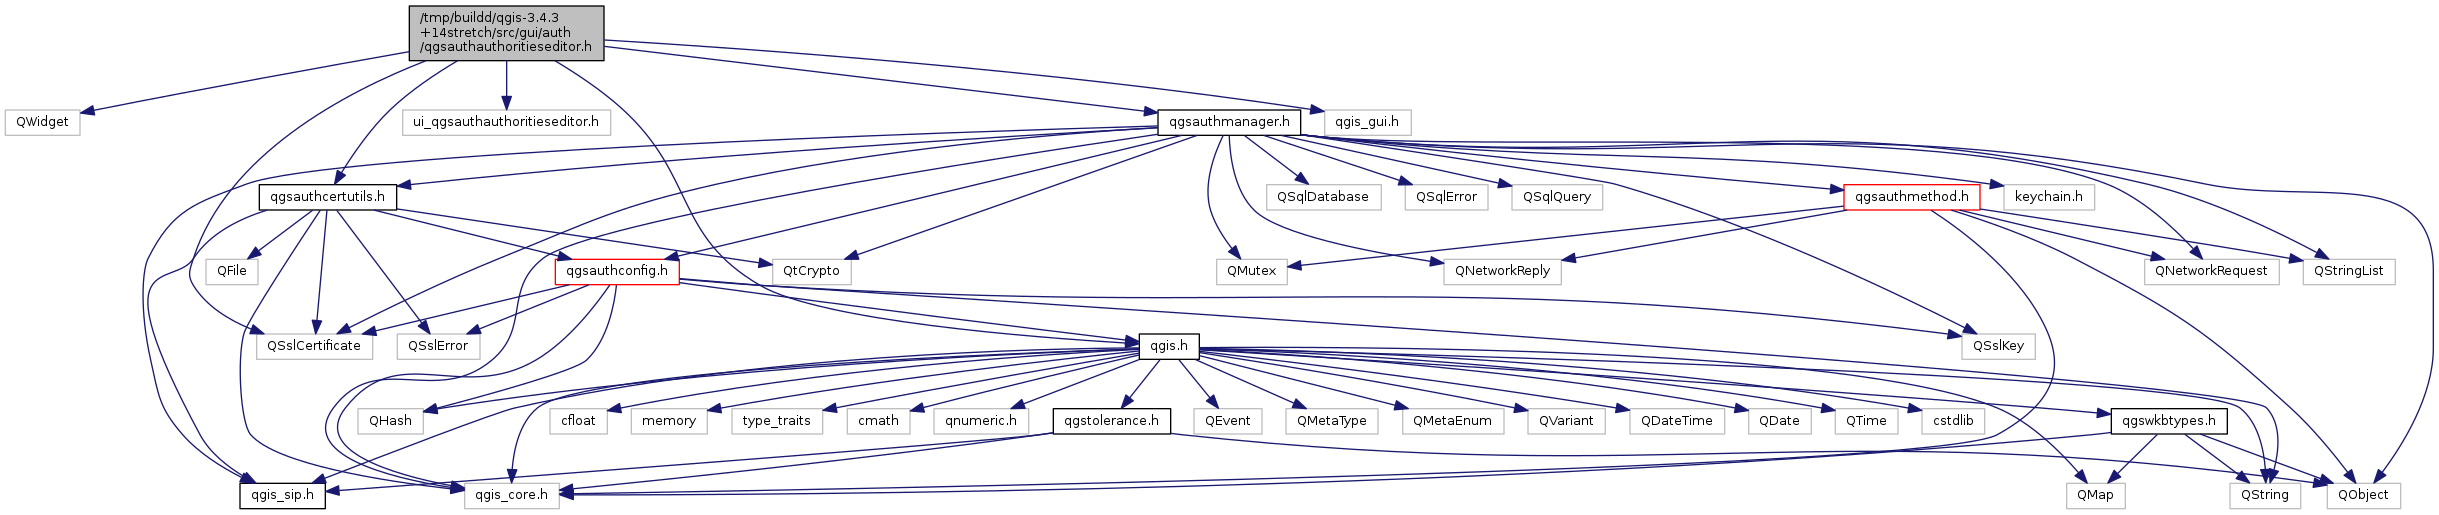 /tmp/buildd/qgis-3.4.3
+14stretch/src/gui/auth
/qgsauthauthoritieseditor.h
QWidget
ui_qgsauthauthoritieseditor.h
qgsauthmanager.h
qgis_gui.h
qgsauthcertutils.h
QSqlDatabase
QSqlError
QSqlQuery
qgsauthmethod.h
keychain.h
QFile
qgsauthconfig.h
QtCrypto
QMutex
QNetworkReply
QNetworkRequest
QStringList
QSslCertificate
QSslError
qgis.h
QSslKey
QHash
cfloat
memory
type_traits
cmath
qnumeric.h
qgstolerance.h
QEvent
QMetaType
QMetaEnum
QVariant
QDateTime
QDate
QTime
cstdlib
qgswkbtypes.h
qgis_sip.h
qgis_core.h
QMap
QString
QObject